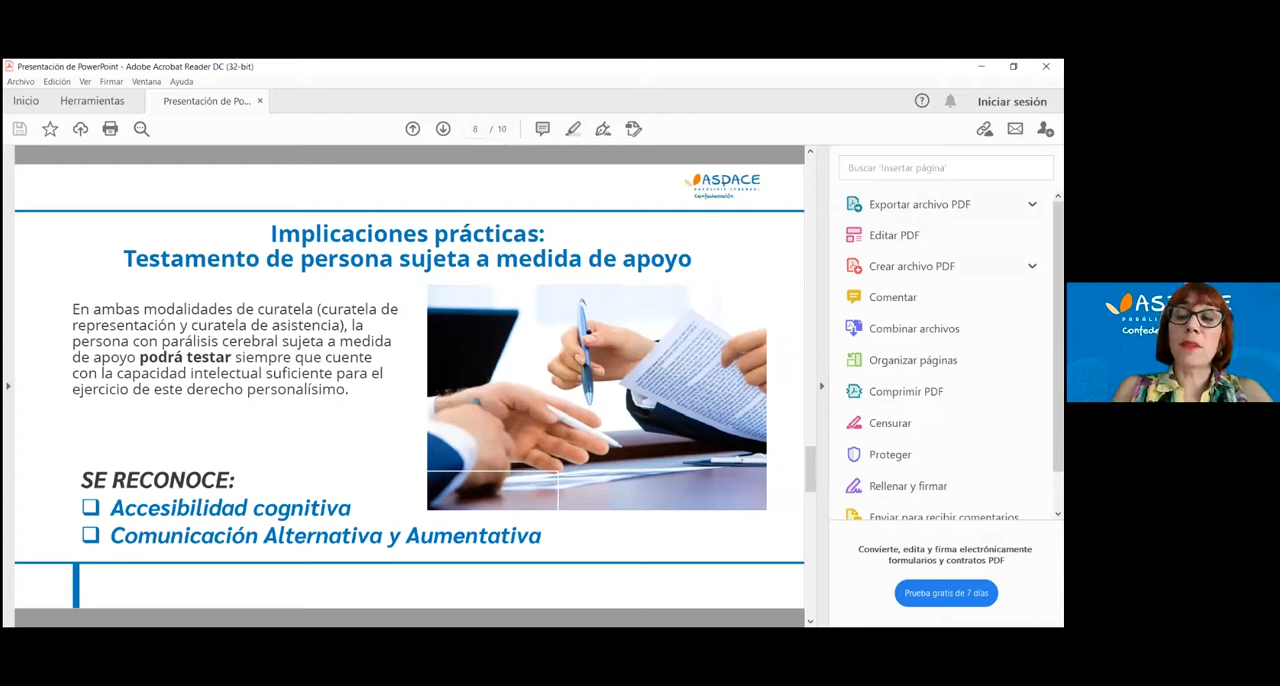 Presentación de PowerPoint - Adobe Acrobat Reader DC (32-bit)
Archivo Edición Ver Firmar Ventana Ayuda
Inicio Herramientas Presentación de Po... × Iniciar sesión
8 / 10
ASPACE
PARÁLISIS CEREBRAL
Confederación
Implicaciones prácticas:
Testamento de persona sujeta a medida de apoyo
En ambas modalidades de curatela (curatela de
representación y curatela de asistencia), la
persona con parálisis cerebral sujeta a medida
de apoyo podrá testar siempre que cuente
con la capacidad intelectual suficiente para el
ejercicio de este derecho personalísimo.
SE RECONOCE:
Accesibilidad cognitiva
Comunicación Alternativa y Aumentativa
Buscar 'Insertar página'
Exportar archivo PDF
Editar PDF
Crear archivo PDF
Comentar
Combinar archivos
Organizar páginas
Comprimir PDF
Censurar
Proteger
Rellenar y firmar
Enviar para recibir comentarios
Convierte, edita y firma electrónicamente
formularios y contratos PDF
Prueba gratis de 7 días